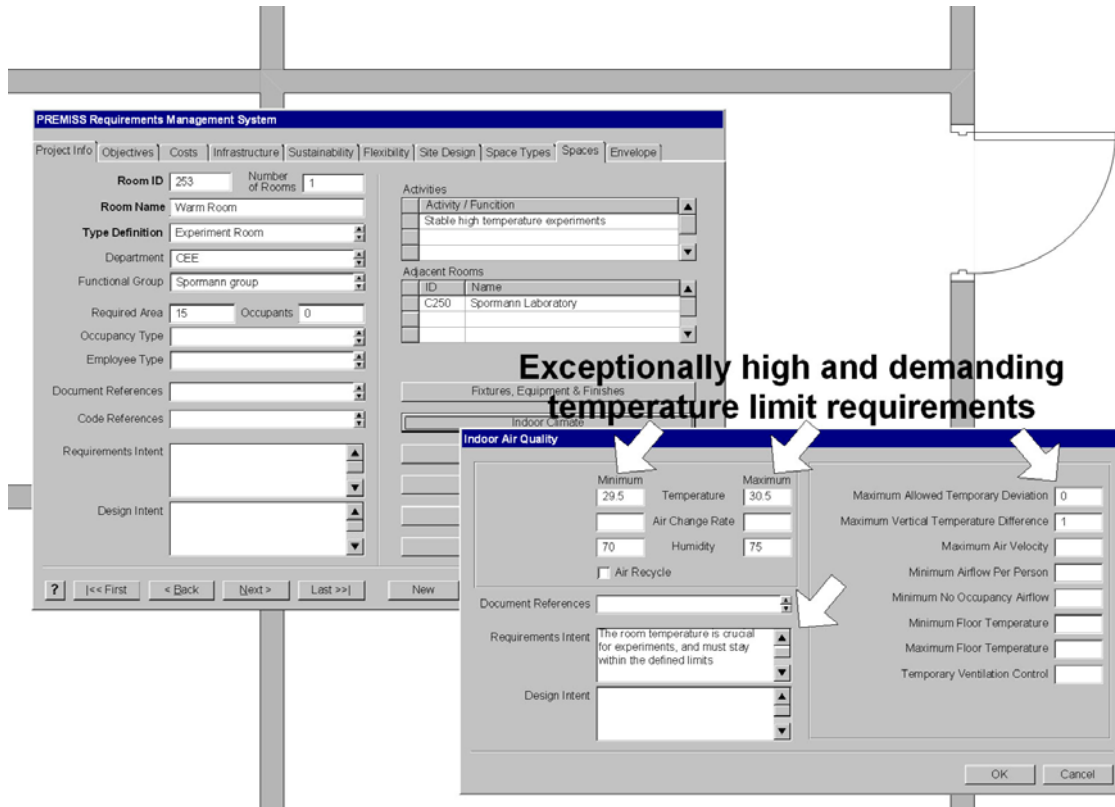 PREMISS Requirements Management System
Project Info Objectives Costs Infrastructure Sustainability Flexibility Site Design Space Types Spaces Envelope
Room ID 253 Number of Rooms 1
Room Name Warm Room
Type Definition Experiment Room
Department CEE
Functional Group Spormann group
Required Area 15 Occupants 0
Occupancy Type
Employee Type
Document References
Code References
Requirements Intent
Design Intent
Activities
Activity / Function
Stable high temperature experiments
Adjacent Rooms
ID Name
C250 Spormann Laboratory
Fixtures, Equipment & Finishes
Indoor Climate
? |<< First < Back Next > Last >>| New
Exceptionally high and demanding
temperature limit requirements
Indoor Air Quality
Minimum Maximum
29.5 Temperature 30.5
Air Change Rate
70 Humidity 75
Air Recycle
Document References
Requirements Intent
The room temperature is crucial
for experiments, and must stay
within the defined limits
Design Intent
Maximum Allowed Temporary Deviation 0
Maximum Vertical Temperature Difference 1
Maximum Air Velocity
Minimum Airflow Per Person
Minimum No Occupancy Airflow
Minimum Floor Temperature
Maximum Floor Temperature
Temporary Ventilation Control
OK Cancel